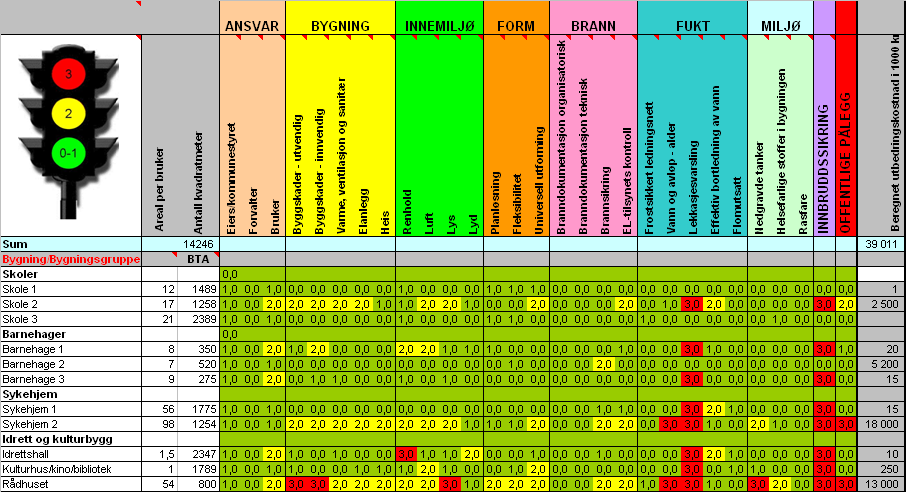 ANSVAR BYGNING INNEMILJØ FORM BRANN FUKT MILJØ
3
2
0-1
Areal per bruker
Antall kvadratmeter
Eiers:kommunestyret
Forvalter
Bruker
Byggskader - utvendig
Byggskader - innvendig
Varme, ventilasjon og sanitær
Elanlegg
Heis
Renhold
Luft
Lys
Lyd
Planløsning
Fleksibilitet
Universell utforming
Branndokumentasjon organisatorisk
Branndokumentasjon teknisk
Brannsikring
EL-tilsynets kontroll
Frostsikkert ledningsnett
Vann og avløp - alder
Lekkasjesvarsling
Effektiv bortledning av vann
Flomutsatt
Nedgravde tanker
Helsefarlige stoffer i bygningen
Rasfare
INNBRUDDSSIKRING
OFFENTLIGE PÅLEGG
Beregnet utbedringskostnad i 1000 kr
Sum 14246 39 011
Bygning/Bygningsgruppe BTA
Skoler 0,0
Skole 1 12 1489 1,0 1,0 0,0 1,0 0,0 0,0 0,0 0,0 1,0 0,0 0,0 0,0 1,0 1,0 1,0 0,0 0,0 0,0 0,0 0,0 0,0 0,0 0,0 0,0 0,0 0,0 0,0 0,0 0,0 1
Skole 2 17 1258 1,0 0,0 2,0 2,0 2,0 2,0 2,0 1,0 1,0 2,0 2,0 1,0 0,0 0,0 2,0 0,0 0,0 0,0 2,0 0,0 1,0 3,0 2,0 0,0 0,0 0,0 0,0 3,0 2,0 2 500
Skole 3 21 2389 1,0 0,0 1,0 0,0 0,0 0,0 0,0 0,0 1,0 0,0 0,0 0,0 0,0 1,0 0,0 0,0 0,0 0,0 0,0 0,0 0,0 0,0 0,0 0,0 0,0 1,0 0,0 0,0 0,0
Barnehager 0,0
Barnehage 1 8 350 1,0 0,0 2,0 1,0 2,0 0,0 0,0 0,0 2,0 2,0 1,0 1,0 0,0 0,0 0,0 0,0 0,0 0,0 1,0 0,0 1,0 3,0 1,0 0,0 0,0 0,0 0,0 3,0 1,0 20
Barnehage 2 7 520 1,0 0,0 0,0 0,0 1,0 0,0 0,0 0,0 0,0 0,0 0,0 0,0 0,0 1,0 0,0 0,0 0,0 2,0 0,0 0,0 0,0 0,0 0,0 0,0 0,0 0,0 0,0 0,0 0,0 5 200
Barnehage 3 9 275 1,0 0,0 2,0 0,0 1,0 1,0 0,0 0,0 1,0 0,0 1,0 1,0 0,0 0,0 0,0 0,0 0,0 0,0 0,0 0,0 0,0 3,0 0,0 0,0 0,0 0,0 0,0 3,0 0,0 15
Sykehjem
Sykehjem 1 56 1775 1,0 1,0 0,0 1,0 0,0 0,0 0,0 0,0 1,0 0,0 0,0 0,0 0,0 0,0 0,0 0,0 0,0 1,0 1,0 0,0 0,0 3,0 2,0 1,0 0,0 0,0 0,0 3,0 0,0 15
Sykehjem 2 98 1254 1,0 0,0 0,0 2,0 2,0 2,0 2,0 2,0 2,0 2,0 2,0 2,0 2,0 2,0 2,0 0,0 0,0 2,0 2,0 0,0 3,0 3,0 0,0 0,0 2,0 0,0 0,0 3,0 3,0 18 000
Idrett og kulturbygg
Idrettshall 1,5 2347 1,0 0,0 2,0 0,0 0,0 0,0 0,0 0,0 3,0 1,0 1,0 2,0 0,0 0,0 0,0 0,0 0,0 0,0 0,0 0,0 0,0 3,0 1,0 2,0 0,0 0,0 0,0 3,0 0,0 10
Kulturhus/kino/bibliotek 1 1789 1,0 0,0 0,0 1,0 0,0 1,0 0,0 0,0 1,0 2,0 0,0 0,0 0,0 0,0 2,0 0,0 0,0 0,0 0,0 0,0 0,0 3,0 0,0 1,0 0,0 0,0 0,0 3,0 0,0 250
Rådhuset 54 800 1,0 0,0 2,0 3,0 3,0 2,0 2,0 2,0 1,0 2,0 3,0 1,0 2,0 2,0 2,0 0,0 0,0 2,0 2,0 0,0 3,0 3,0 0,0 0,0 2,0 2,0 0,0 3,0 3,0 13 000